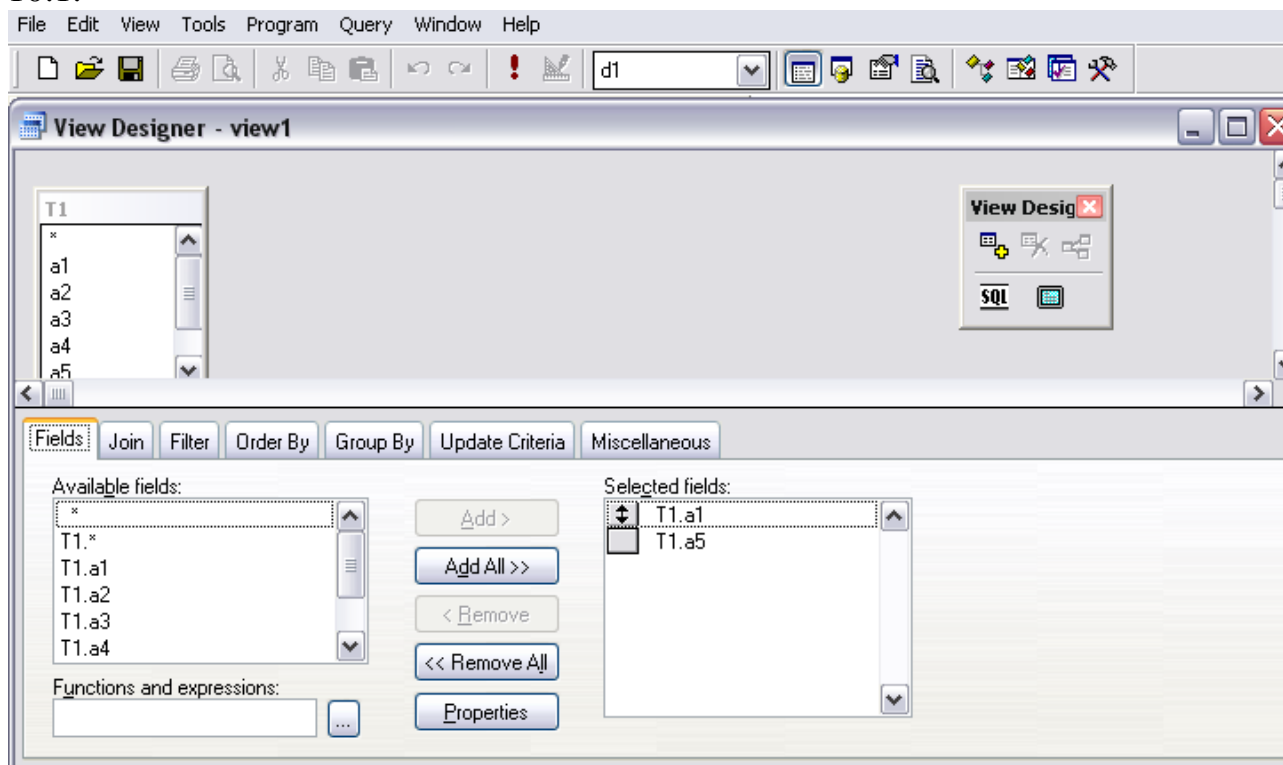 File Edit View Tools Program Query Window Help
d1
View Designer - view1
T1
*
a1
a2
a3
a4
a5
View Desig
SQL
Fields Join Filter Order By Group By Update Criteria Miscellaneous
Available fields:
*
T1.*
T1.a1
T1.a2
T1.a3
T1.a4
Functions and expressions:
...
Add >
Add All >>
< Remove
<< Remove All
Properties
Selected fields:
T1.a1
T1.a5